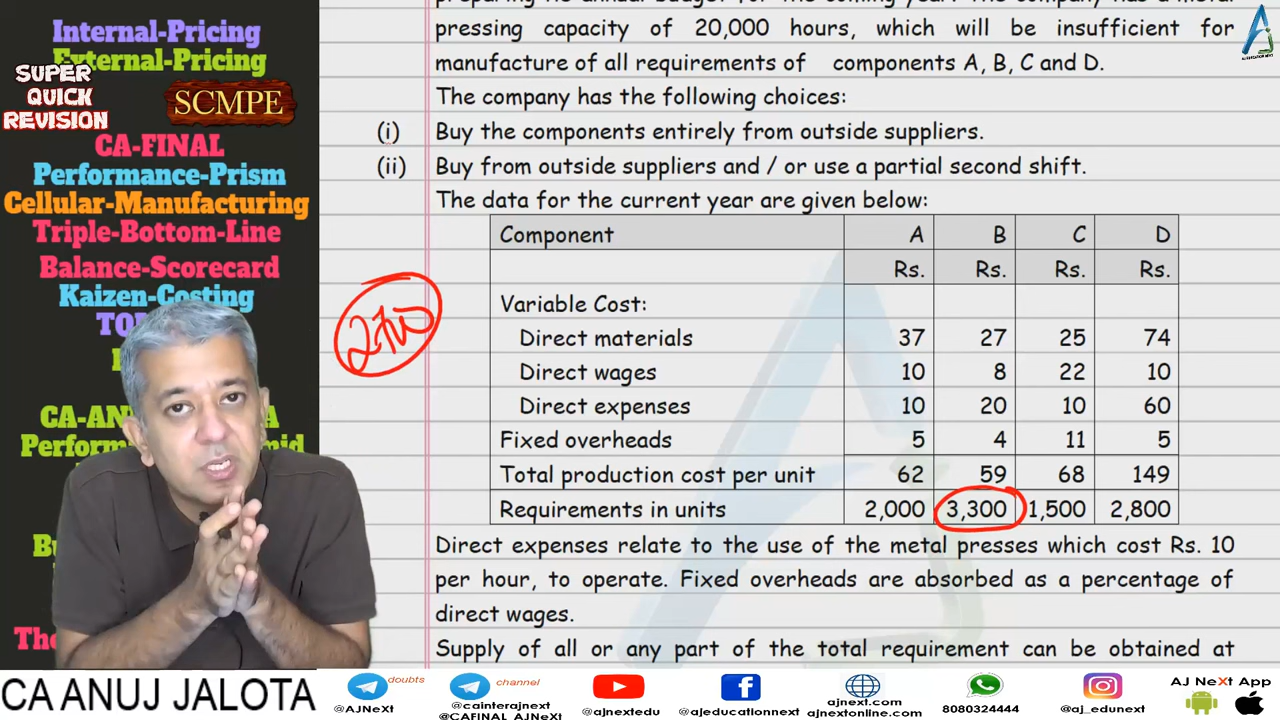 Internal-Pricing
External-Pricing
SUPER
QUICK
REVISION
SCMPE
CA-FINAL
Performance-Prism
Cellular-Manufacturing
Triple-Bottom-Line
Balance-Scorecard
Kaizen-Costing
pressing capacity of 20,000 hours, which will be insufficient for
manufacture of all requirements of components A, B, C and D.
The company has the following choices:
(i) Buy the components entirely from outside suppliers.
(ii) Buy from outside suppliers and / or use a partial second shift.
The data for the current year are given below:
Component A B C D
Rs. Rs. Rs. Rs.
Variable Cost:
Direct materials 37 27 25 74
Direct wages 10 8 22 10
Direct expenses 10 20 10 60
Fixed overheads 5 4 11 5
Total production cost per unit 62 59 68 149
Requirements in units 2,000 3,300 1,500 2,800
Direct expenses relate to the use of the metal presses which cost Rs. 10
per hour, to operate. Fixed overheads are absorbed as a percentage of
direct wages.
Supply of all or any part of the total requirement can be obtained at
CA ANUJ JALOTA
doubts
@AJNeXt
channel
@cainterajnext
@CAFINAL_AJNeXt
@ajnextedu
@ajeducationnext
ajnext.com
ajnextonline.com
8080324444
@aj_edunext
AJ NeXt App